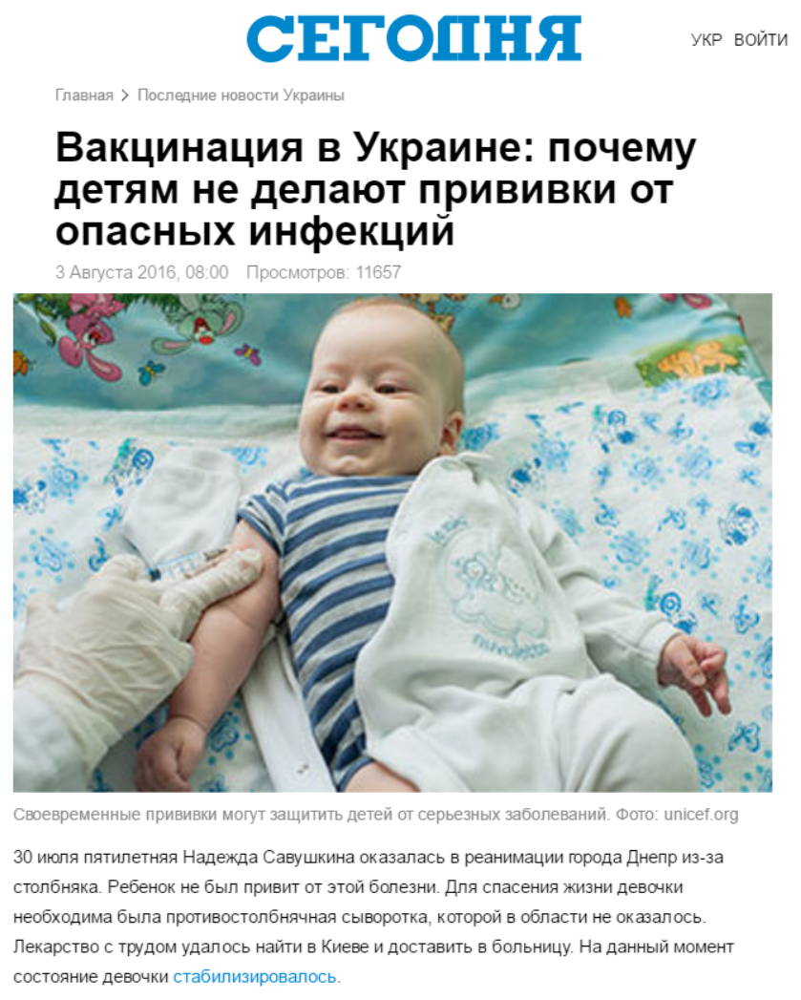 СЕГОДНЯ
УКР ВОЙТИ
Главная > Последние новости Украины
Вакцинация в Украине: почему
детям не делают прививки от
опасных инфекций
3 Августа 2016, 08:00 Просмотров: 11657
nuvoletta
Своевременные прививки могут защитить детей от серьезных заболеваний. Фото: unicef.org
30 июля пятилетняя Надежда Савушкина оказалась в реанимации города Днепр из-за
столбняка. Ребенок не был привит от этой болезни. Для спасения жизни девочки
необходима была противостолбнячная сыворотка, которой в области не оказалось.
Лекарство с трудом удалось найти в Киеве и доставить в больницу. На данный момент
состояние девочки стабилизировалось.